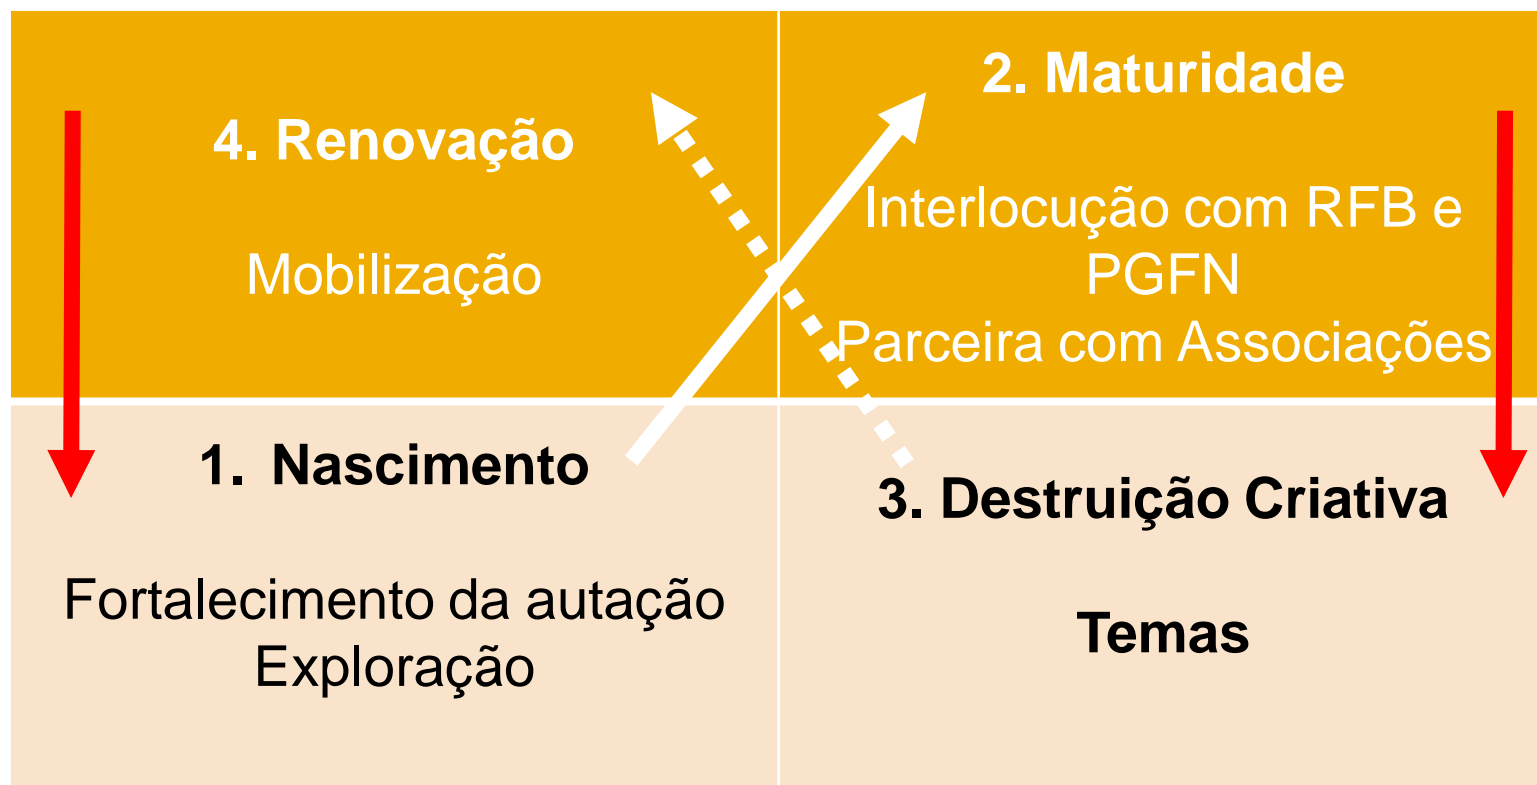 4. Renovação
Mobilização
2. Maturidade
Interlocução com RFB e
PGFN
Parceira com Associações
1. Nascimento
Fortalecimento da autação
Exploração
3. Destruição Criativa
Temas